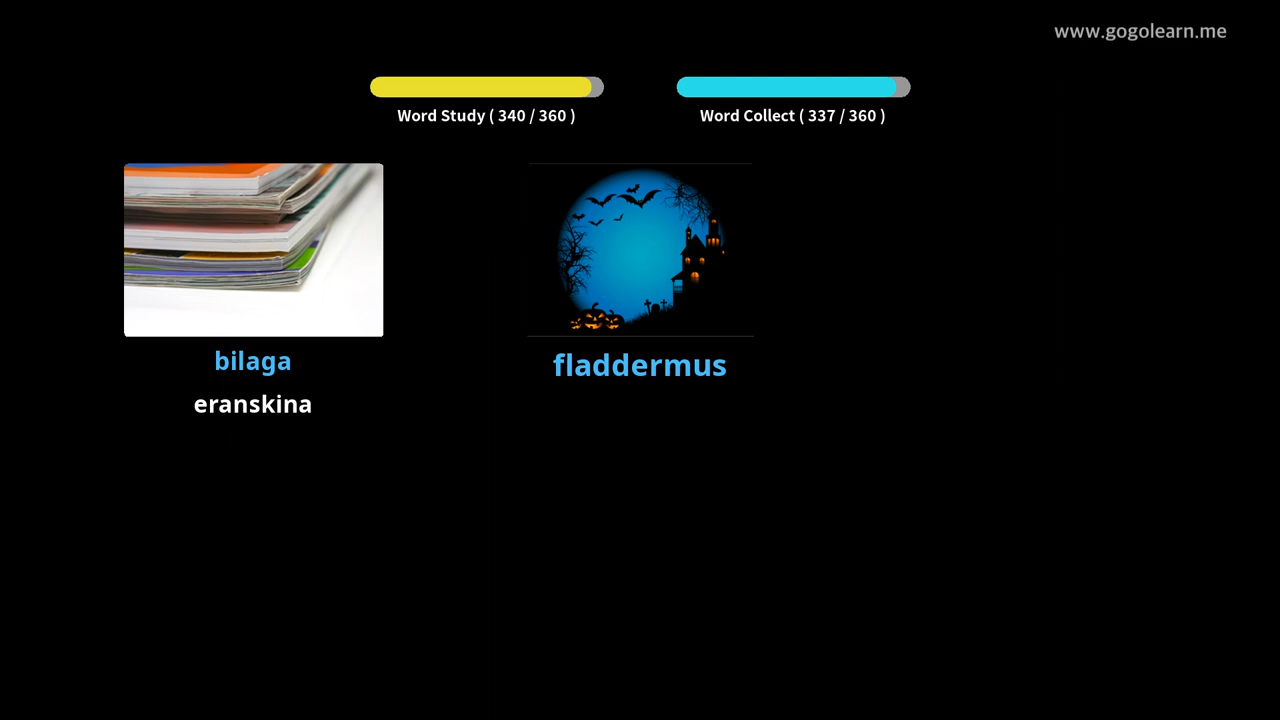 www.gogolearn.me
Word Study ( 340 / 360 )
Word Collect ( 337 / 360 )
bilaga
eranskina
fladdermus